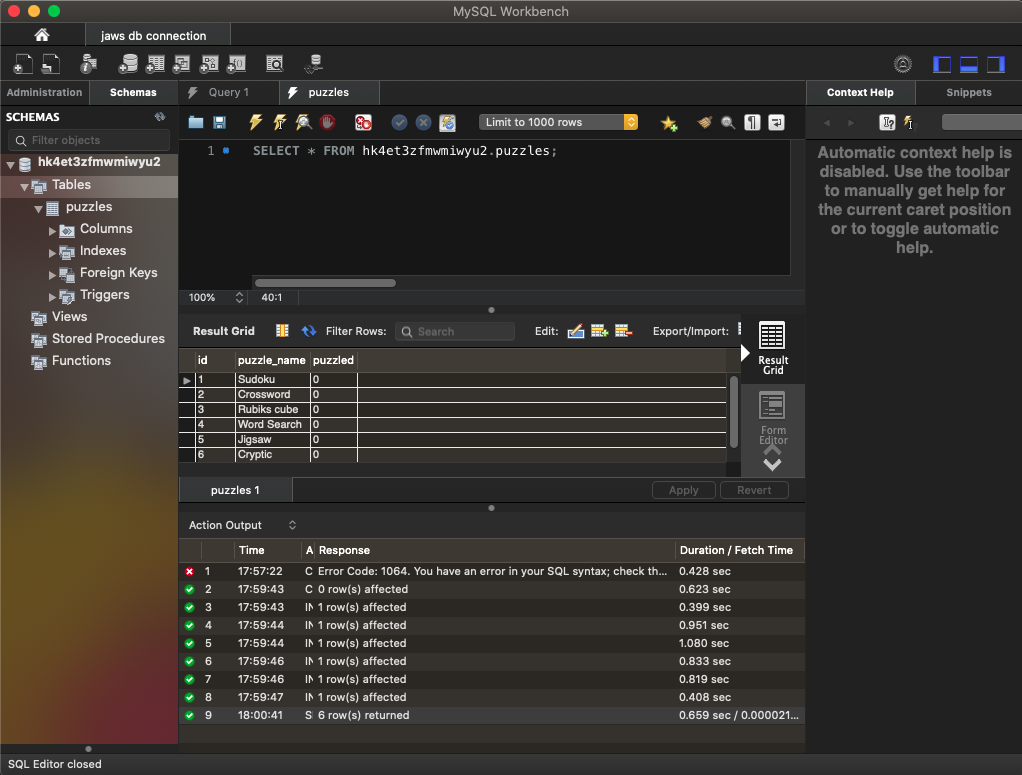 MySQL Workbench
jaws db connection
Administration Schemas Query 1 puzzles Context Help Snippets
SCHEMAS
Filter objects
hk4et3zfmwmiwyu2
Tables
puzzles
Columns
Indexes
Foreign Keys
Triggers
Views
Stored Procedures
Functions
Limit to 1000 rows
1 SELECT * FROM hk4et3zfmwmiwyu2.puzzles;
100% 40:1
Result Grid Filter Rows: Search Edit: Export/Import:
id puzzle_name puzzled
1 Sudoku 0
2 Crossword 0
3 Rubiks cube 0
4 Word Search 0
5 Jigsaw 0
6 Cryptic 0
Result
Grid
Form
Editor
puzzles 1 Apply Revert
Action Output
Time A Response Duration / Fetch Time
1 17:57:22 C Error Code: 1064. You have an error in your SQL syntax; check th... 0.428 sec
2 17:59:43 C 0 row(s) affected 0.623 sec
3 17:59:43 IN 1 row(s) affected 0.399 sec
4 17:59:44 IN 1 row(s) affected 0.951 sec
5 17:59:44 IN 1 row(s) affected 1.080 sec
6 17:59:46 IN 1 row(s) affected 0.833 sec
7 17:59:46 IN 1 row(s) affected 0.819 sec
8 17:59:47 IN 1 row(s) affected 0.408 sec
9 18:00:41 S 6 row(s) returned 0.659 sec / 0.000021...
Automatic context help is
disabled. Use the toolbar
to manually get help for
the current caret position
or to toggle automatic
help.
SQL Editor closed